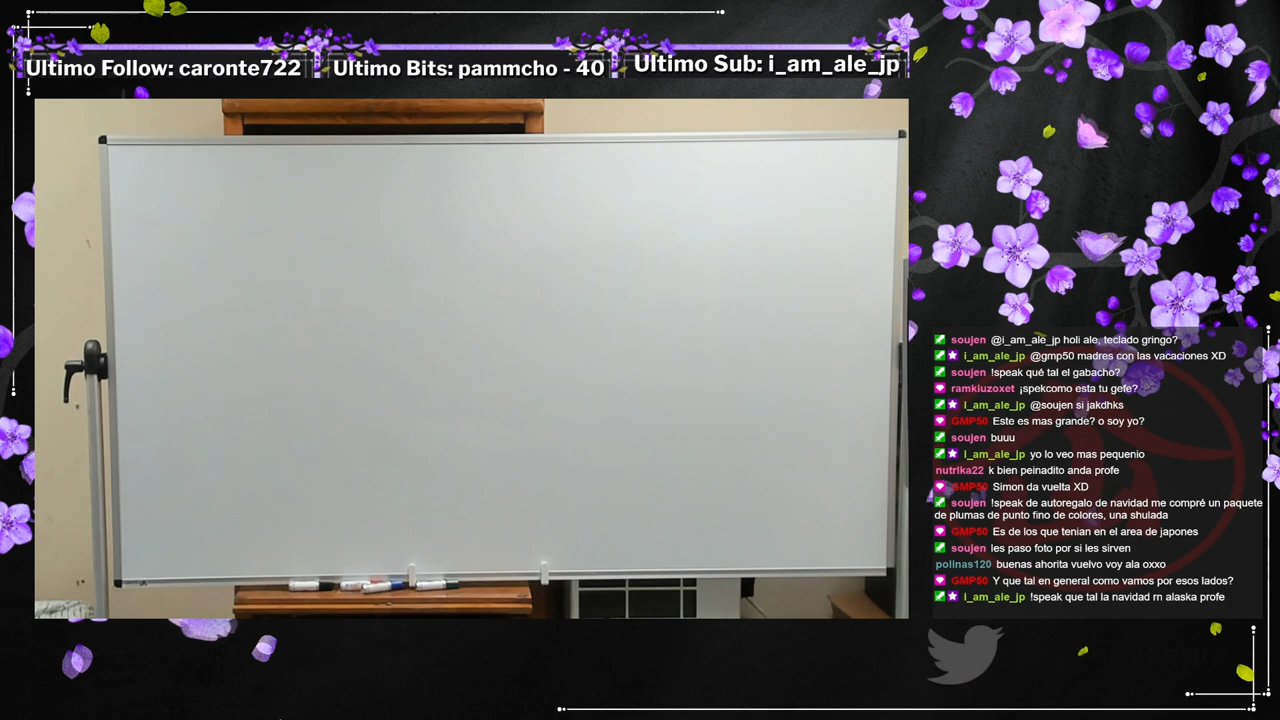 Ultimo Follow: caronte722
Ultimo Bits: pammcho - 40
Ultimo Sub: i_am_ale_jp
soujen @i_am_ale_jp holi ale, teclado gringo?
i_am_ale_jp @gmp50 madres con las vacaciones XD
soujen !speak qué tal el gabacho?
ramkiuzoxet ¡spekcomo esta tu gefe?
i_am_ale_jp @soujen si jakdhks
GMP50 Este es mas grande? o soy yo?
soujen buuu
i_am_ale_jp yo lo veo mas pequenio
nutrika22 k bien peinadito anda profe
GMP50 Simon da vuelta XD
soujen !speak de autoregalo de navidad me compré un paquete
de plumas de punto fino de colores, una shulada
GMP50 Es de los que tenian en el area de japones
soujen les paso foto por si les sirven
polinas120 buenas ahorita vuelvo voy ala oxxo
GMP50 Y que tal en general como vamos por esos lados?
i_am_ale_jp !speak que tal la navidad rn alaska profe